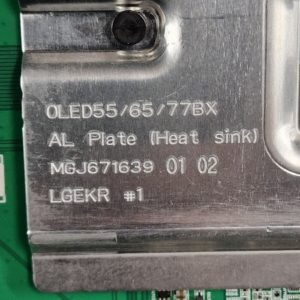 OLED55/65/77BX
AL Plate (Heat sink)
MGJ671639 01 02
LGEKR #1